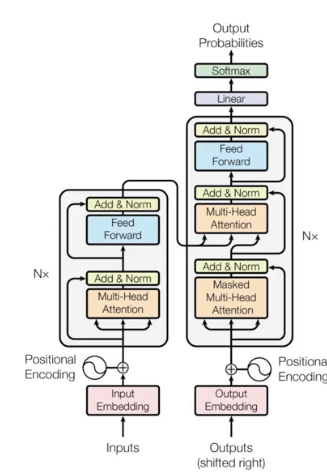 Output
Probabilities
Softmax
Linear
Add & Norm
Feed
Forward
Add & Norm
Multi-Head
Attention
Add & Norm
Masked
Multi-Head
Attention
Nx
Add & Norm
Feed
Forward
Add & Norm
Multi-Head
Attention
Nx
Positional
Encoding
Positional
Encoding
Input
Embedding
Output
Embedding
Inputs
Outputs
(shifted right)